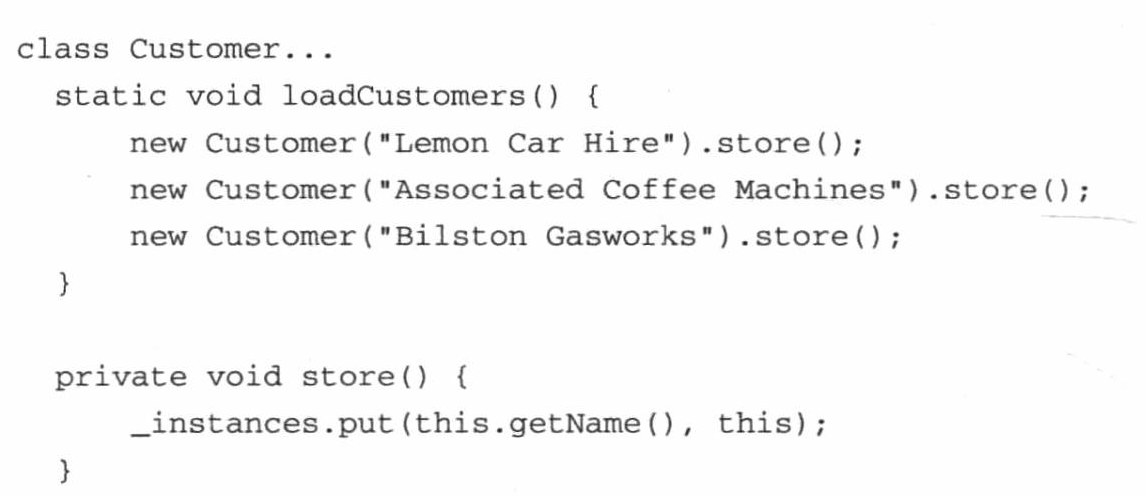 class Customer...
  static void loadCustomers() {
      new Customer("Lemon Car Hire").store();
      new Customer("Associated Coffee Machines").store();
      new Customer("Bilston Gasworks").store();
  }

  private void store() {
      _instances.put(this.getName(), this);
  }